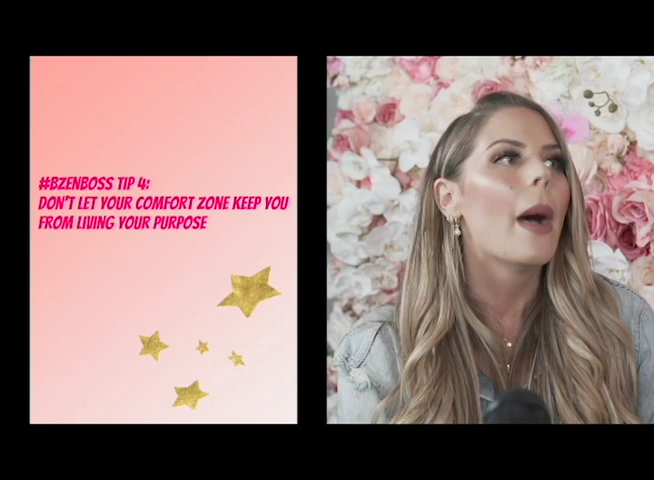 #BZENBOSS TIP 4:
DON'T LET YOUR COMFORT ZONE KEEP YOU
FROM LIVING YOUR PURPOSE